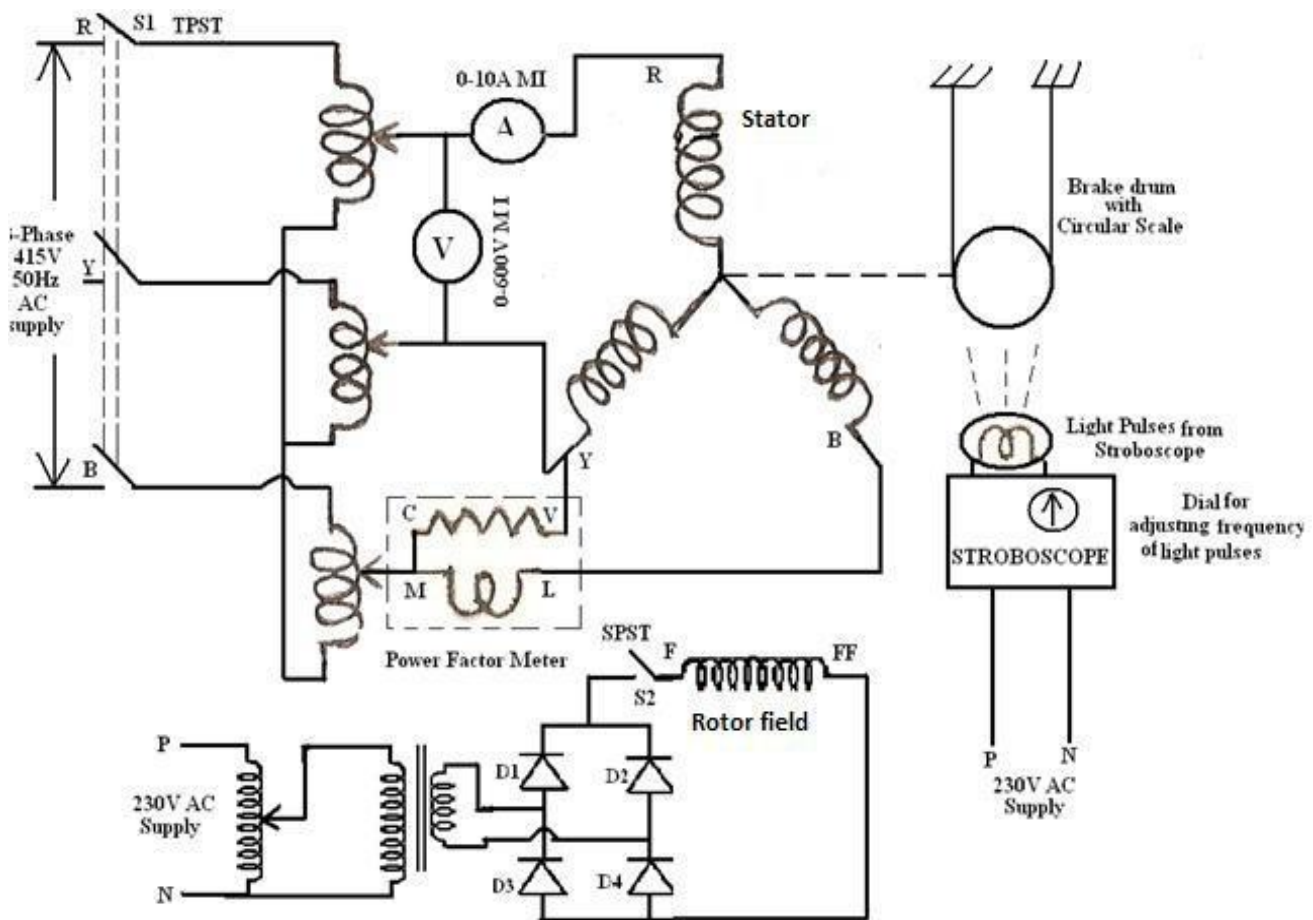 R
S1 TPST
0-10A MI
R
A
Stator
Brake drum
with
Circular Scale
-Phase
415V
50Hz
AC
supply
Y
V
0-600V M I
B
Y
B
Light Pulses from
Stroboscope
C
V
M
L
Power Factor Meter
Dial for
adjusting frequency
of light pulses
STROBOSCOPE
SPST
F
FF
S2
Rotor field
P
D1
D2
230V AC
Supply
N
D3
D4
P
N
230V AC
Supply